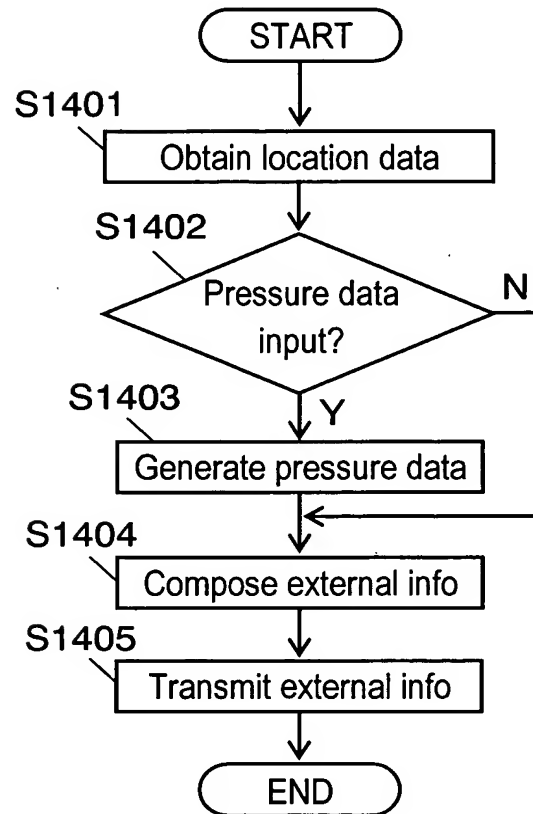 START
S1401
Obtain location data
S1402
Pressure data
input?
N
Y
S1403
Generate pressure data
S1404
Compose external info
S1405
Transmit external info
END